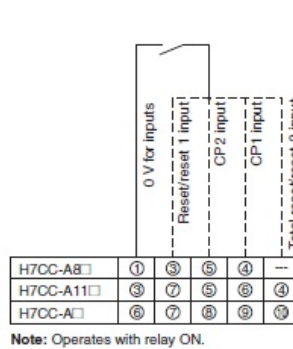 0 V for inputs
Reset/reset 1 input
CP2 input
CP1 input
H7CC-A8□ ① ③ ⑤ ④ ---
H7CC-A11□ ③ ⑦ ⑤ ⑥ ④
H7CC-A□ ⑥ ⑦ ⑧ ⑨ ⑩
Note: Operates with relay ON.